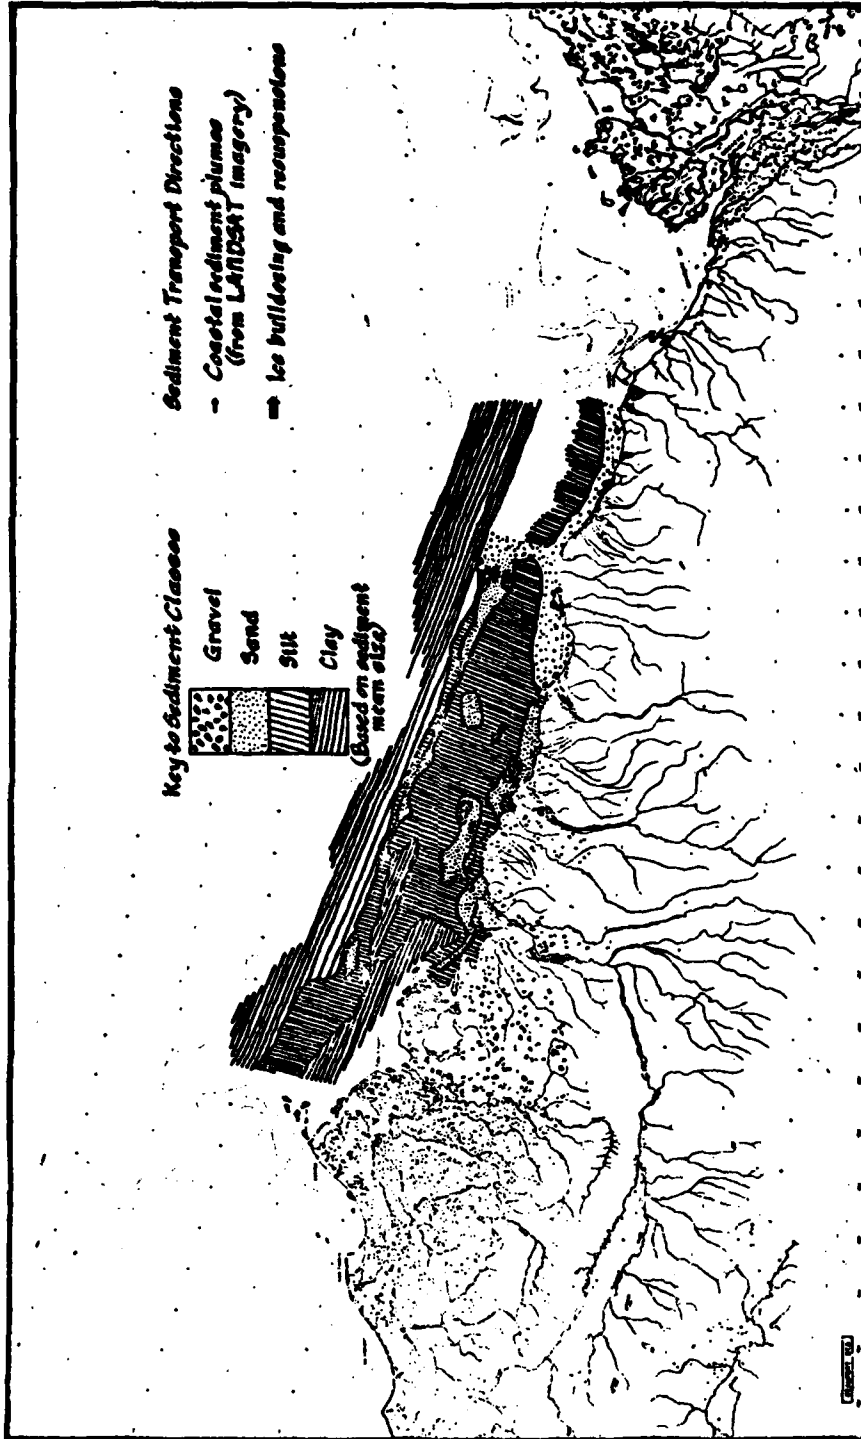 Key to Sediment Classes
Gravel
Sand
Silt
Clay
(Based on sediment
mean size)
Sediment Transport Directions
→ Coastal sediment plumes
(from LANDSAT imagery)
⇒ Ice bulldozing and resuspensions